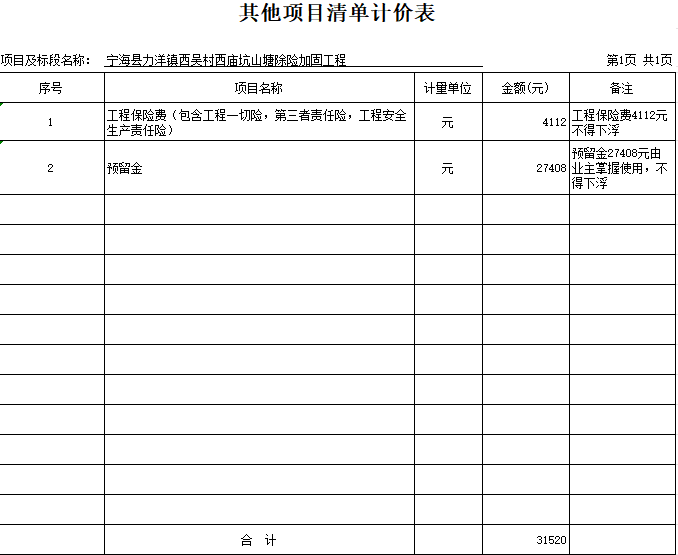 其他项目清单计价表
项目及标段名称： 宁海县力洋镇西吴村西庙坑山塘除险加固工程 第1页 共1页
序号 项目名称 计量单位 金额(元) 备注
1 工程保险费（包含工程一切险，第三者责任险，工程安全生产责任险） 元 4112 工程保险费4112元不得下浮
2 预留金 元 27408 预留金27408元由业主掌握使用，不得下浮
合 计 31520